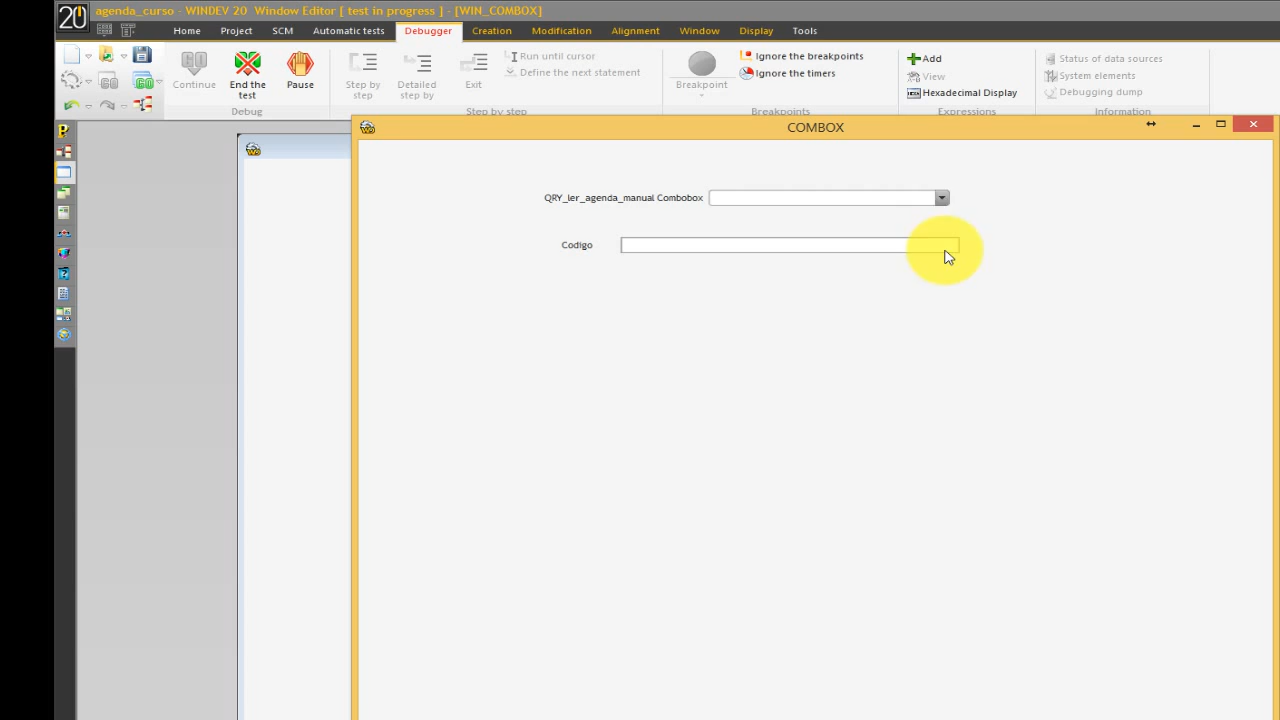 20
agenda_curso - WINDEV 20 Window Editor [ test in progress ] - [WIN_COMBOX]
Home Project SCM Automatic tests Debugger Creation Modification Alignment Window Display Tools
Continue
End the test
Pause
Debug
Step by step
Detailed step by
Exit
Run until cursor
Define the next statement
Step by step
Breakpoint
Ignore the breakpoints
Ignore the timers
Breakpoints
Add
View
Hexadecimal Display
Expressions
Status of data sources
System elements
Debugging dump
Information
COMBOX
QRY_ler_agenda_manual Combobox
Codigo